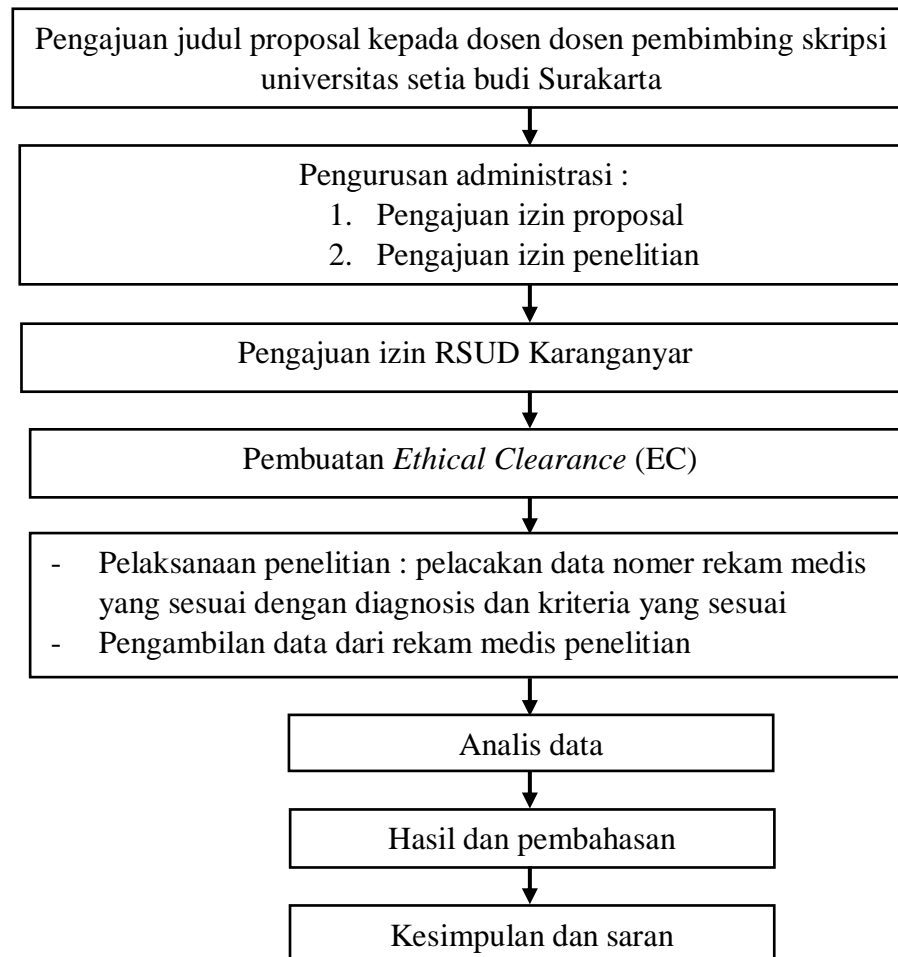 Pengajuan judul proposal kepada dosen dosen pembimbing skripsi
universitas setia budi Surakarta
Pengurusan administrasi :
1. Pengajuan izin proposal
2. Pengajuan izin penelitian
Pengajuan izin RSUD Karanganyar
Pembuatan Ethical Clearance (EC)
- Pelaksanaan penelitian : pelacakan data nomer rekam medis
yang sesuai dengan diagnosis dan kriteria yang sesuai
- Pengambilan data dari rekam medis penelitian
Analis data
Hasil dan pembahasan
Kesimpulan dan saran